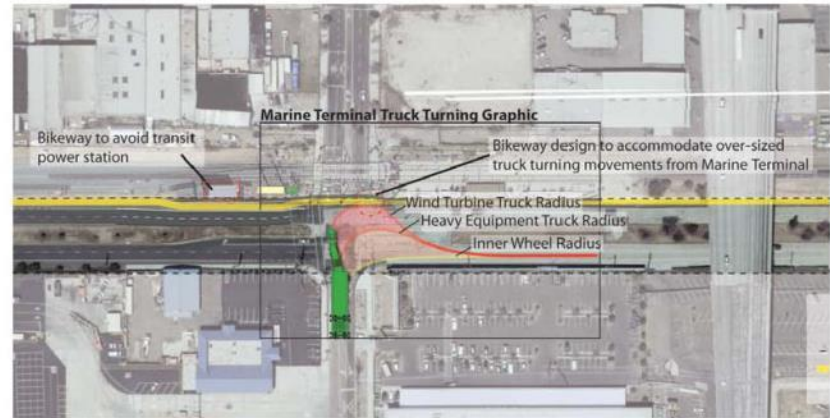 Marine Terminal Truck Turning Graphic
Bikeway to avoid transit
power station
Bikeway design to accommodate over-sized
truck turning movements from Marine Terminal
Wind Turbine Truck Radius
Heavy Equipment Truck Radius
Inner Wheel Radius